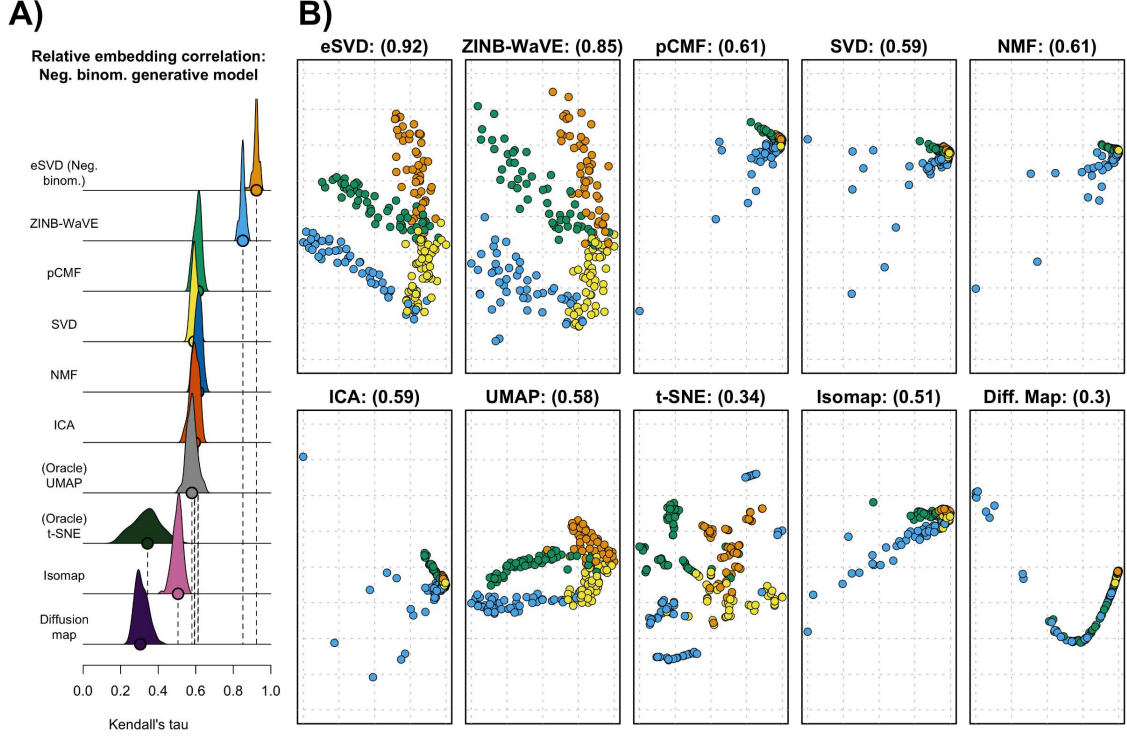 A)
Relative embedding correlation:
Neg. binom. generative model
eSVD (Neg.
binom.)
ZINB-WaVE
pCMF
SVD
NMF
ICA
(Oracle)
UMAP
(Oracle)
t-SNE
Isomap
Diffusion
map
0.0 0.2 0.4 0.6 0.8 1.0
Kendall's tau
B)
eSVD: (0.92) ZINB-WaVE: (0.85) pCMF: (0.61) SVD: (0.59) NMF: (0.61)
ICA: (0.59) UMAP: (0.58) t-SNE: (0.34) Isomap: (0.51) Diff. Map: (0.3)